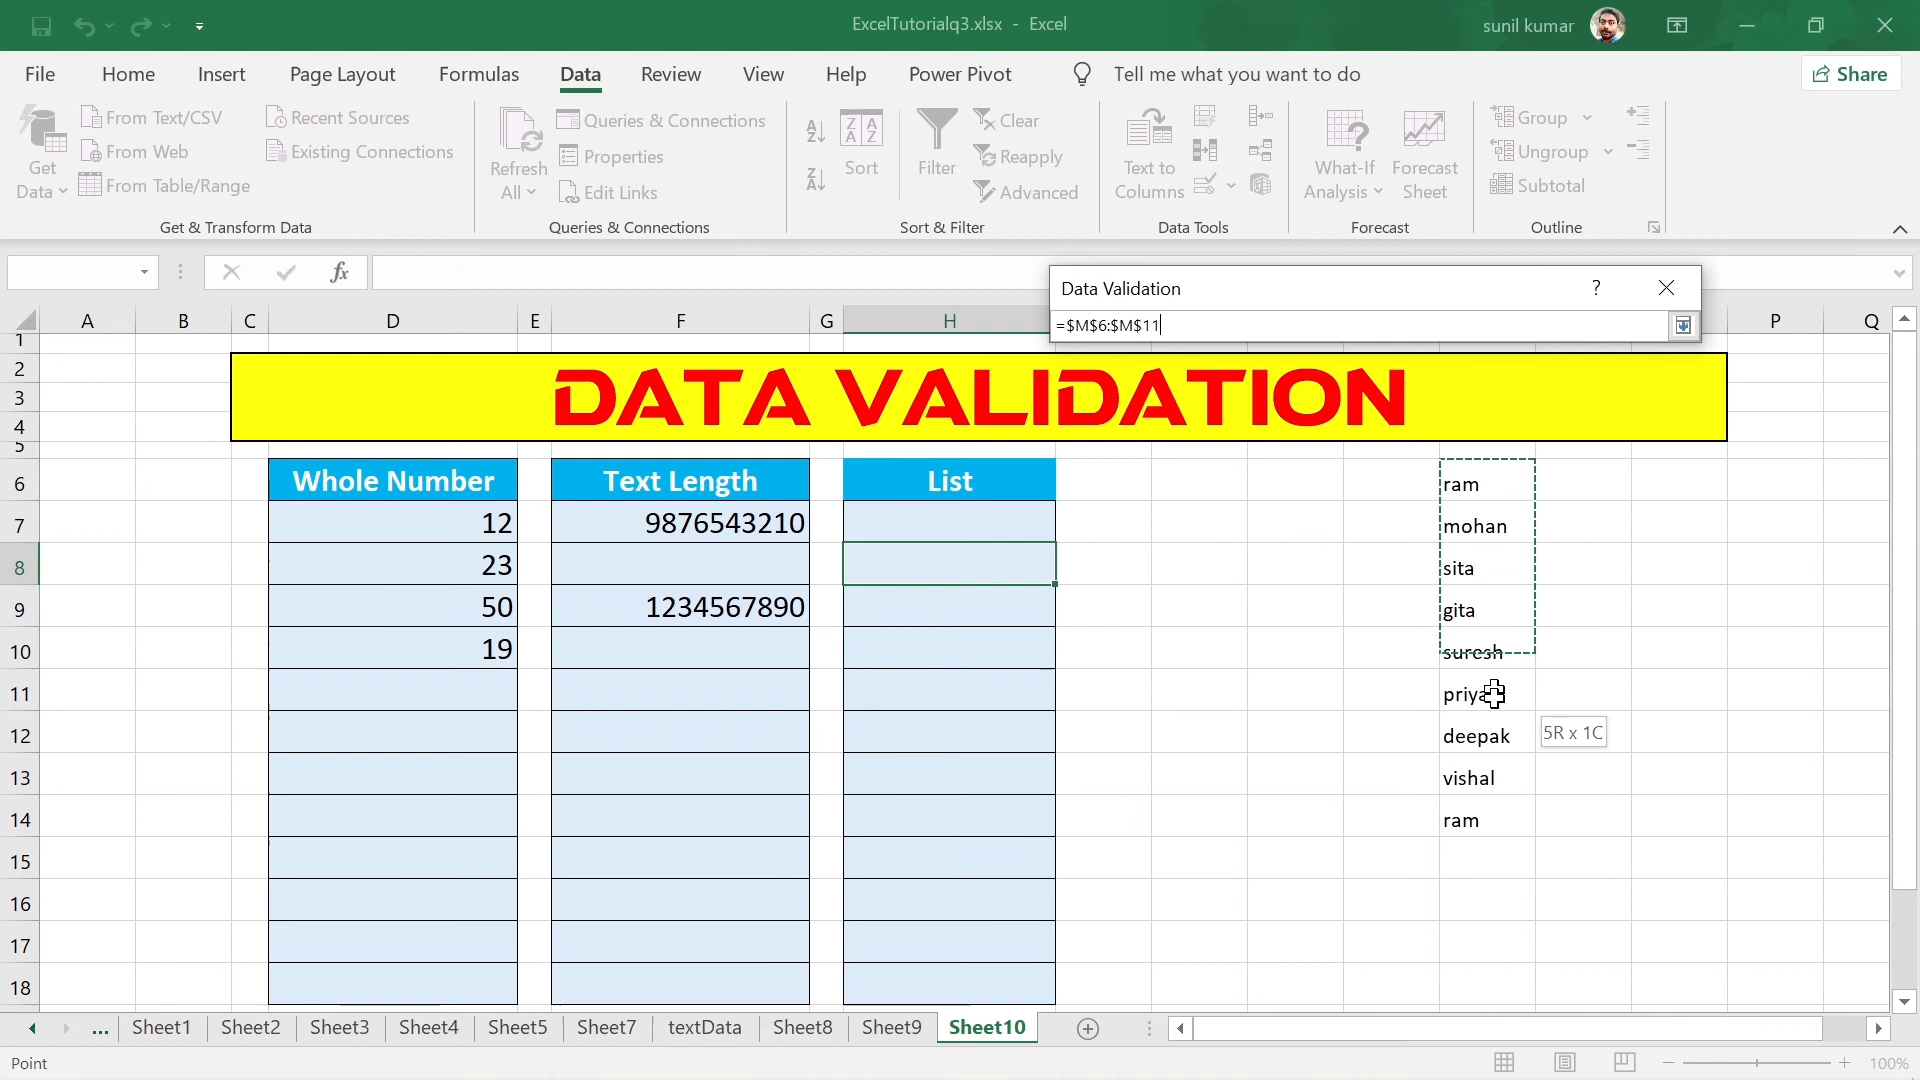 ExcelTutorialq3.xlsx - Excel
sunil kumar
File Home Insert Page Layout Formulas Data Review View Help Power Pivot Tell me what you want to do Share
Get Data
From Text/CSV
From Web
From Table/Range
Recent Sources
Existing Connections
Get & Transform Data
Refresh All
Queries & Connections
Properties
Edit Links
Queries & Connections
Sort
Filter
Clear
Reapply
Advanced
Sort & Filter
Text to Columns
Data Tools
What-If Analysis
Forecast Sheet
Forecast
Group
Ungroup
Subtotal
Outline
fx
Data Validation ?
=$M$6:$M$11
A B C D E F G H P Q
1
2
3
4
5
DATA VALIDATION
6 Whole Number Text Length List ram
7 12 9876543210 mohan
8 23 sita
9 50 1234567890 gita
10 19 suresh
11 priya
12 deepak
5R x 1C
13 vishal
14 ram
15
16
17
18
... Sheet1 Sheet2 Sheet3 Sheet4 Sheet5 Sheet7 textData Sheet8 Sheet9 Sheet10
Point 100%